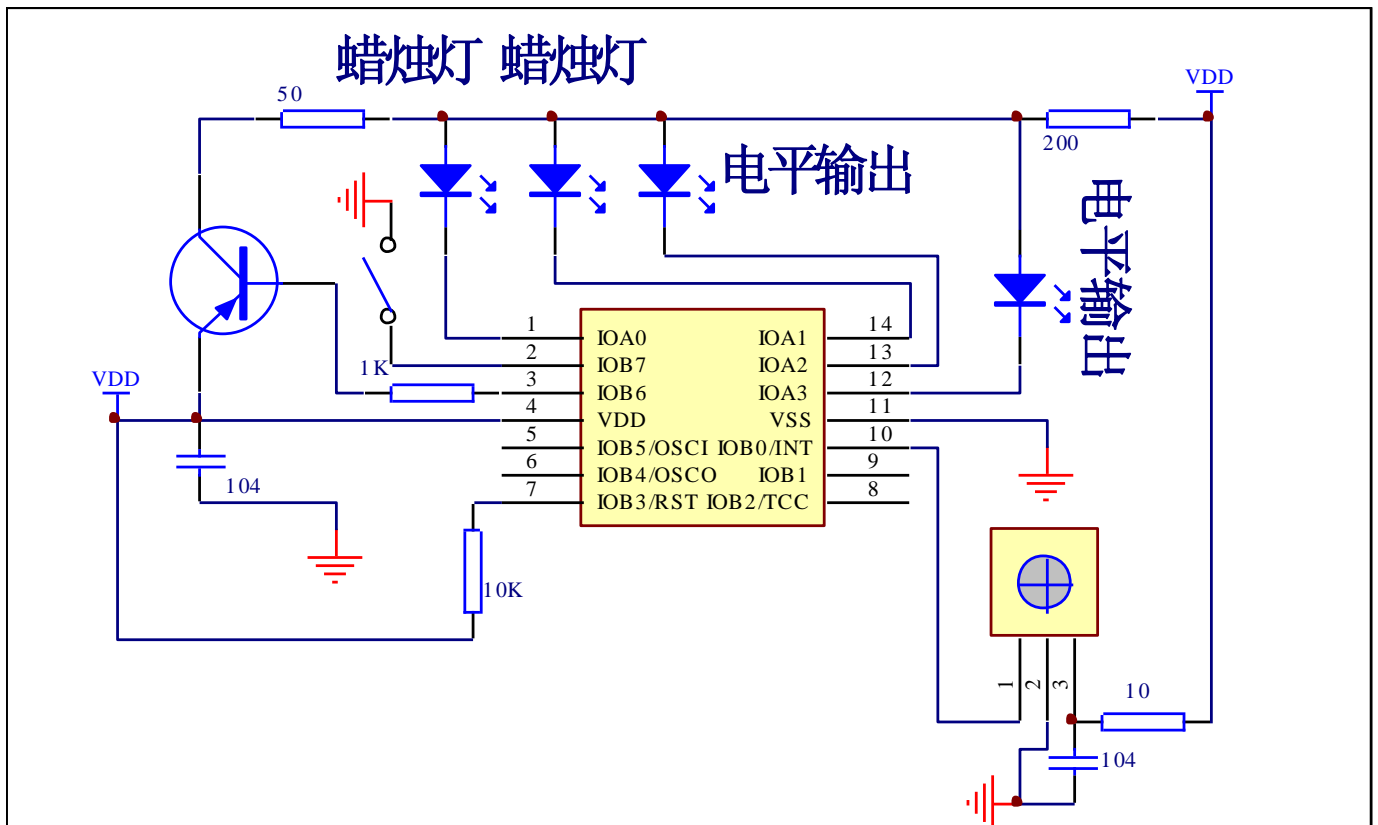 蜡烛灯 蜡烛灯
VDD
50
200
电平输出
电平输出
1 IOA0 IOA1 14
2 IOB7 IOA2 13
1K
3 IOB6 IOA3 12
VDD
4 VDD VSS 11
5 IOB5/OSCI IOB0/INT 10
6 IOB4/OSCO IOB1 9
7 IOB3/RST IOB2/TCC 8
104
10K
1 2 3
10
104